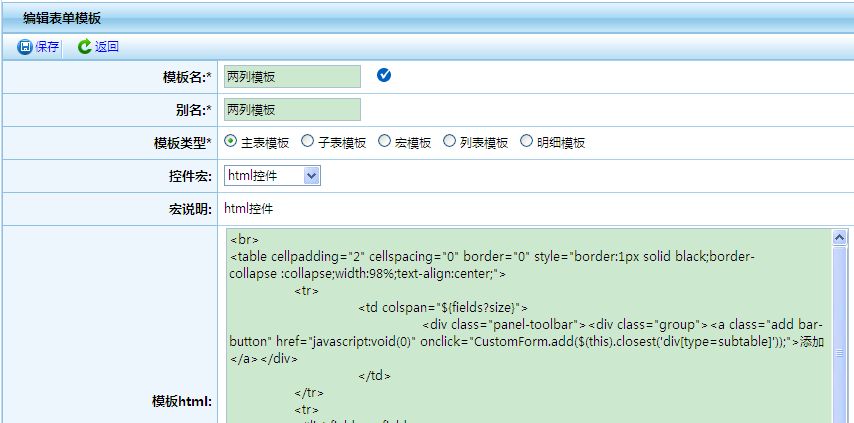 编辑表单模板
保存 返回
模板名:* 两列模板
别名:* 两列模板
模板类型* 主表模板 子表模板 宏模板 列表模板 明细模板
控件宏: html控件
宏说明: html控件
<br>
<table cellpadding="2" cellspacing="0" border="0" style="border:1px solid black;border-
collapse :collapse;width:98%;text-align:center;">
<tr>
<td colspan="${fields?size}">
<div class="panel-toolbar"><div class="group"><a class="add bar-
button" href="javascript:void(0)" onclick="CustomForm.add($(this).closest('div[type=subtable]'));">添加
</a></div>
</td>
</tr>
模板html:
<tr>